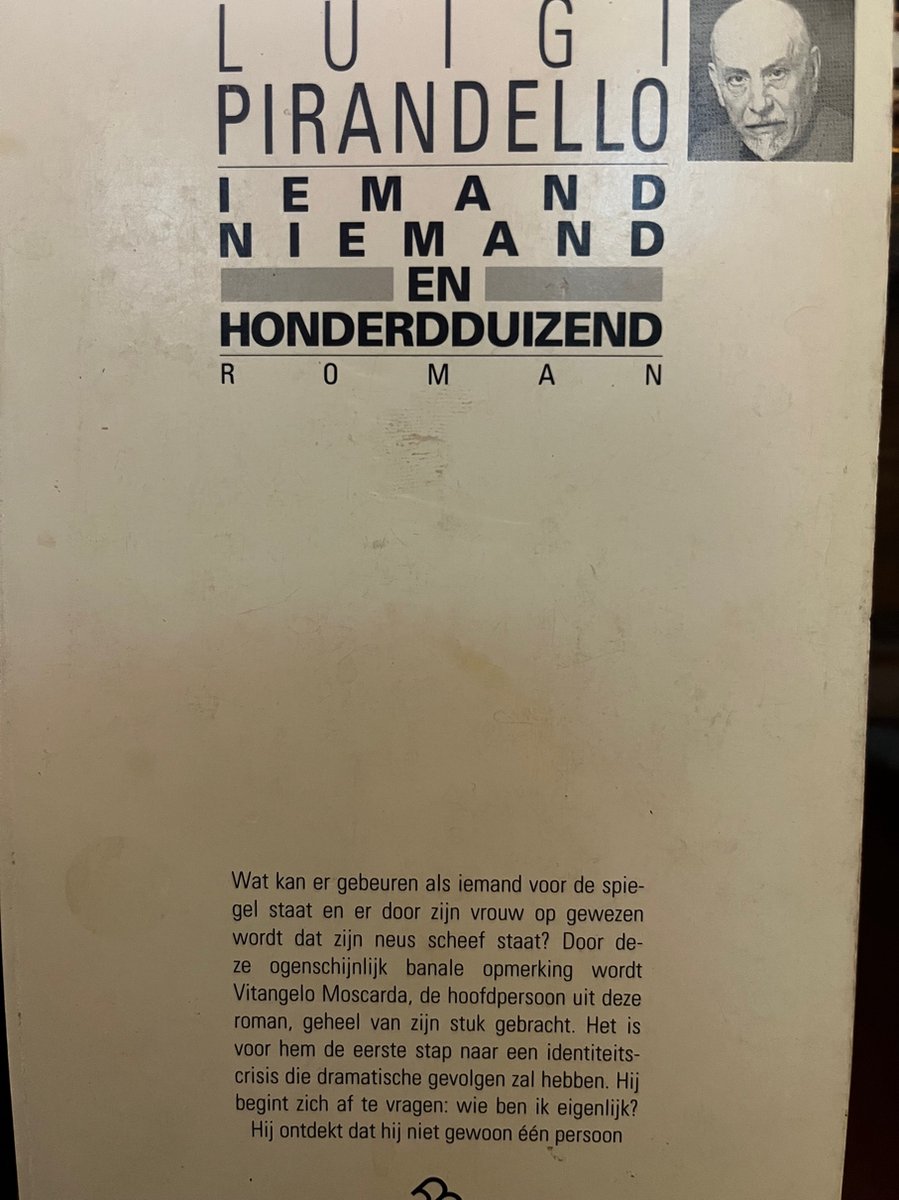 LUIGI
PIRANDELLO
IEMAND
NIEMAND
EN
HONDERDDUIZEND
ROMAN
Wat kan er gebeuren als iemand voor de spie-
gel staat en er door zijn vrouw op gewezen
wordt dat zijn neus scheef staat? Door de-
ze ogenschijnlijk banale opmerking wordt
Vitangelo Moscarda, de hoofdpersoon uit deze
roman, geheel van zijn stuk gebracht. Het is
voor hem de eerste stap naar een identiteits-
crisis die dramatische gevolgen zal hebben. Hij
begint zich af te vragen: wie ben ik eigenlijk?
Hij ontdekt dat hij niet gewoon één persoon